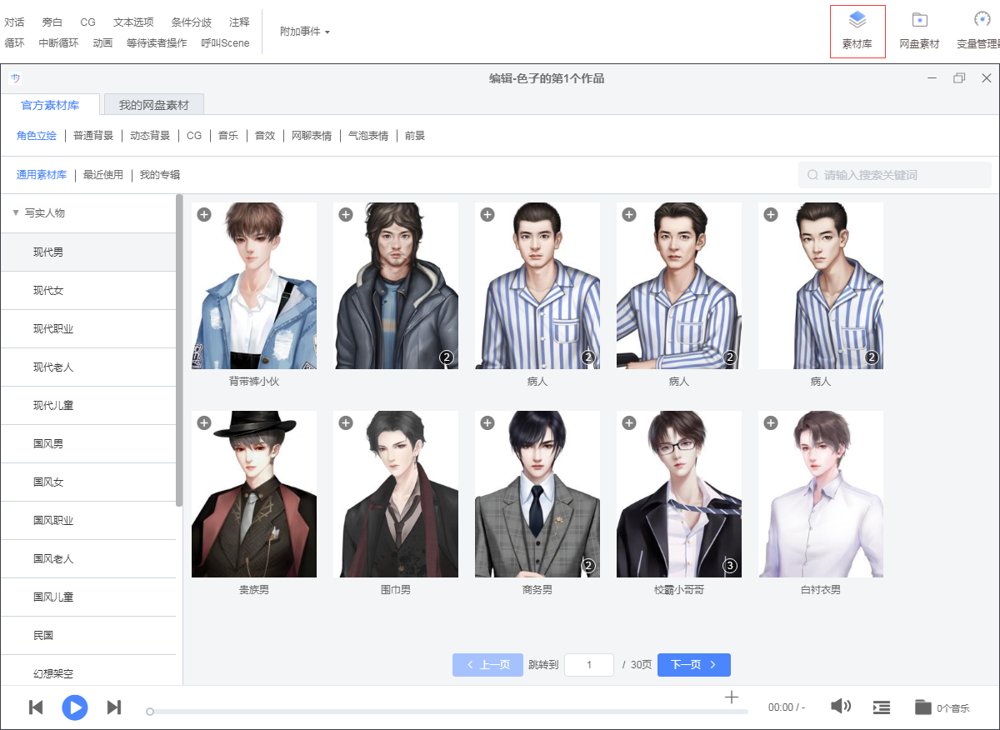 对话 旁白 CG 文本选项 条件分歧 注释
循环 中断循环 动画 等待读者操作 呼叫Scene
附加事件
素材库 网盘素材 变量管理器
编辑-色子的第1个作品
官方素材库 我的网盘素材
角色立绘 普通背景 动态背景 CG 音乐 音效 网聊表情 气泡表情 前景
通用素材库 最近使用 我的专辑
请输入搜索关键词
写实人物
现代男
现代女
现代职业
现代老人
现代儿童
国风男
国风女
国风职业
国风老人
国风儿童
民国
幻想架空
2 2 2 2
背带裤小伙 病人 病人 病人
2 3
贵族男 围巾男 商务男 校霸小哥哥 白衬衣男
上一页 跳转到 1 / 30页 下一页
00:00 / -
0个音乐